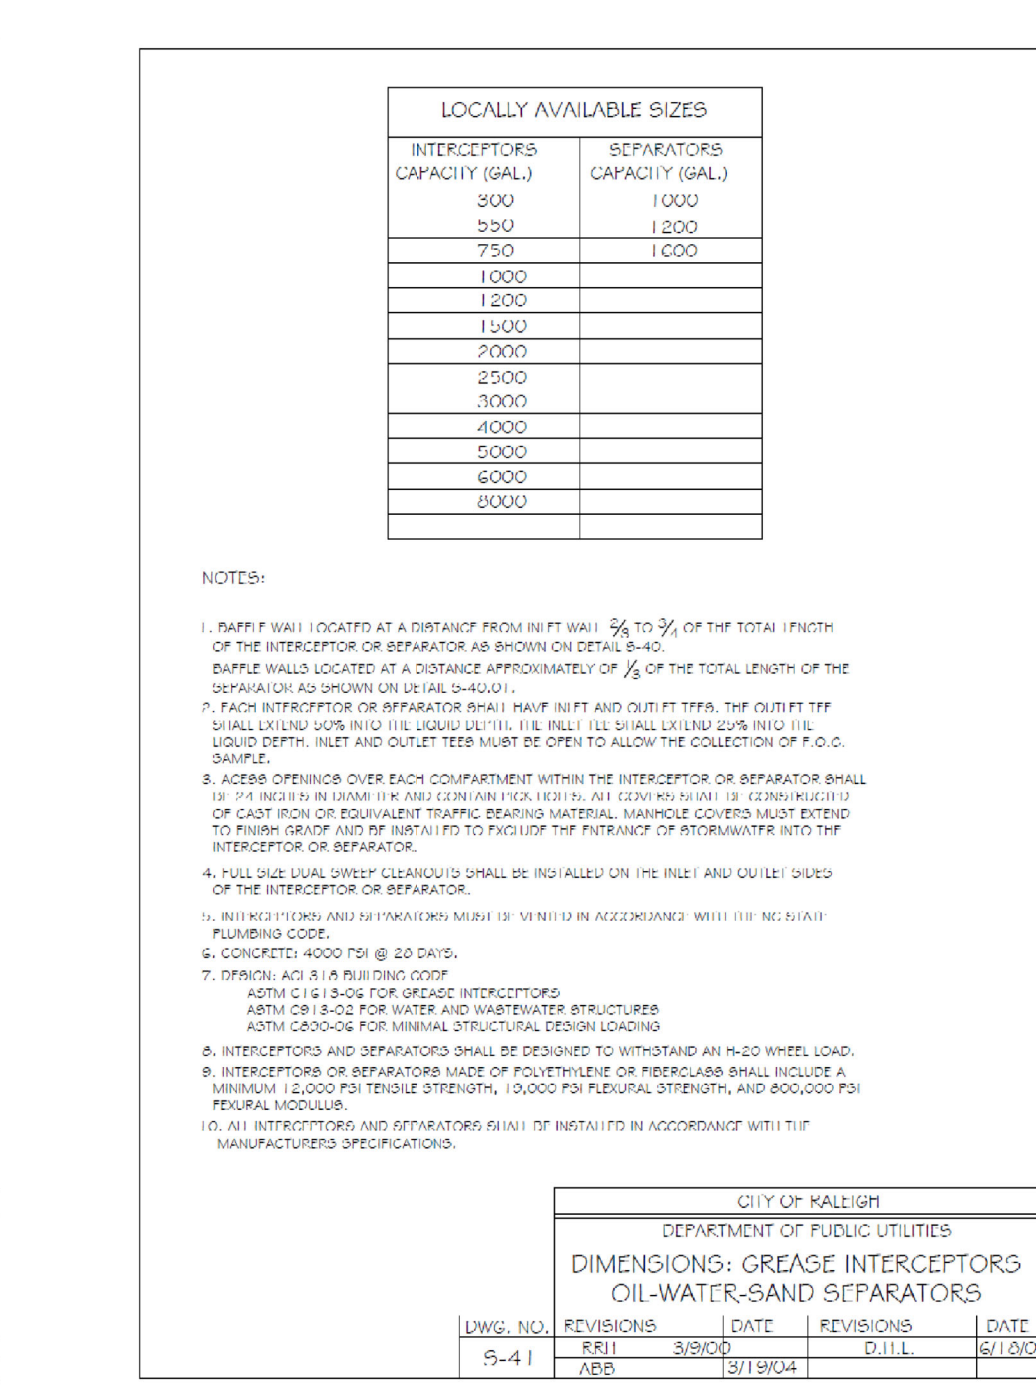 LOCALLY AVAILABLE SIZES
INTERCEPTORS SEPARATORS
CAPACITY (GAL.) CAPACITY (GAL.)
300 1000
550 1200
750 1600
1000
1200
1500
2000
2500
3000
4000
5000
6000
8000
NOTES:
1. BAFFLE WALL LOCATED AT A DISTANCE FROM INLET WALL 2/3 TO 3/4 OF THE TOTAL LENGTH
OF THE INTERCEPTOR OR SEPARATOR AS SHOWN ON DETAIL S-40.
BAFFLE WALLS LOCATED AT A DISTANCE APPROXIMATELY OF 1/3 OF THE TOTAL LENGTH OF THE
SEPARATOR AS SHOWN ON DETAIL S-40.01.
2. EACH INTERCEPTOR OR SEPARATOR SHALL HAVE INLET AND OUTLET TEES. THE OUTLET TEE
SHALL EXTEND 50% INTO THE LIQUID DEPTH. THE INLET TEE SHALL EXTEND 25% INTO THE
LIQUID DEPTH. INLET AND OUTLET TEES MUST BE OPEN TO ALLOW THE COLLECTION OF F.O.G.
SAMPLE.
3. ACESS OPENINGS OVER EACH COMPARTMENT WITHIN THE INTERCEPTOR OR SEPARATOR SHALL
BE 24 INCHES IN DIAMETER AND CONTAIN PICK HOLES. ALL COVERS SHALL BE CONSTRUCTED
OF CAST IRON OR EQUIVALENT TRAFFIC BEARING MATERIAL. MANHOLE COVERS MUST EXTEND
TO FINISH GRADE AND BE INSTALLED TO EXCLUDE THE ENTRANCE OF STORMWATER INTO THE
INTERCEPTOR OR SEPARATOR.
4. FULL SIZE DUAL SWEEP CLEANOUTS SHALL BE INSTALLED ON THE INLET AND OUTLET SIDES
OF THE INTERCEPTOR OR SEPARATOR.
5. INTERCEPTORS AND SEPARATORS MUST BE VENTED IN ACCORDANCE WITH THE NC STATE
PLUMBING CODE.
6. CONCRETE: 4000 PSI @ 28 DAYS.
7. DESIGN: ACI 318 BUILDING CODE
ASTM C1613-06 FOR GREASE INTERCEPTORS
ASTM C913-02 FOR WATER AND WASTEWATER STRUCTURES
ASTM C890-06 FOR MINIMAL STRUCTURAL DESIGN LOADING
8. INTERCEPTORS AND SEPARATORS SHALL BE DESIGNED TO WITHSTAND AN H-20 WHEEL LOAD.
9. INTERCEPTORS OR SEPARATORS MADE OF POLYETHYLENE OR FIBERGLASS SHALL INCLUDE A
MINIMUM 12,000 PSI TENSILE STRENGTH, 19,000 PSI FLEXURAL STRENGTH, AND 800,000 PSI
FEXURAL MODULUS.
10. ALL INTERCEPTORS AND SEPARATORS SHALL BE INSTALLED IN ACCORDANCE WITH THE
MANUFACTURERS SPECIFICATIONS.
CITY OF RALEIGH
DEPARTMENT OF PUBLIC UTILITIES
DIMENSIONS: GREASE INTERCEPTORS
OIL-WATER-SAND SEPARATORS
DWG. NO. REVISIONS DATE REVISIONS DATE
S-41 RRH 3/9/00 D.H.L.
ABB 3/19/04